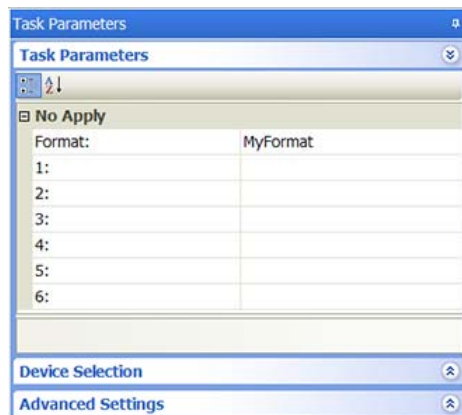 Task Parameters
Task Parameters
No Apply
Format: MyFormat
1:
2:
3:
4:
5:
6:
Device Selection
Advanced Settings